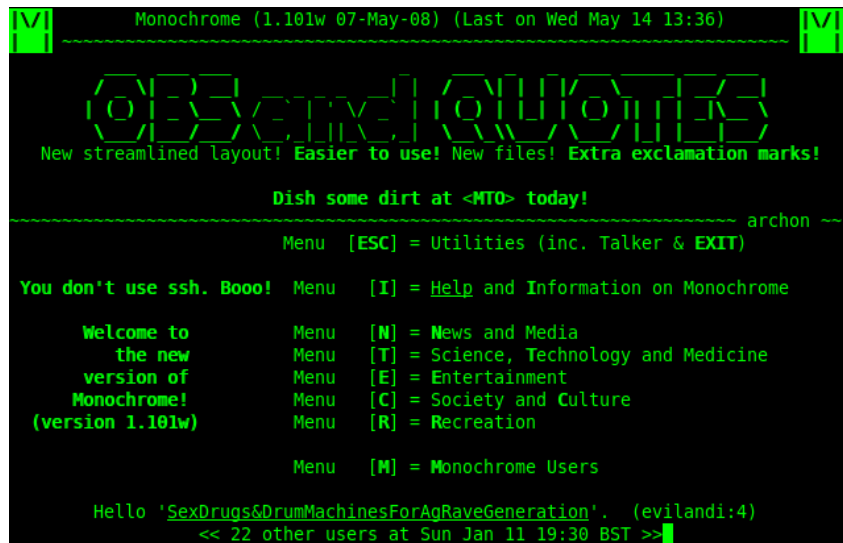 Monochrome (1.101w 07-May-08) (Last on Wed May 14 13:36)
OBS and QUOTES
New streamlined layout! Easier to use! New files! Extra exclamation marks!
Dish some dirt at <MTO> today!
archon
Menu [ESC] = Utilities (inc. Talker & EXIT)
You don't use ssh. Booo! Menu [I] = Help and Information on Monochrome
Welcome to Menu [N] = News and Media
the new Menu [T] = Science, Technology and Medicine
version of Menu [E] = Entertainment
Monochrome! Menu [C] = Society and Culture
(version 1.101w) Menu [R] = Recreation
Menu [M] = Monochrome Users
Hello 'SexDrugs&DrumMachinesForAgRaveGeneration'. (evilandi:4)
<< 22 other users at Sun Jan 11 19:30 BST >>